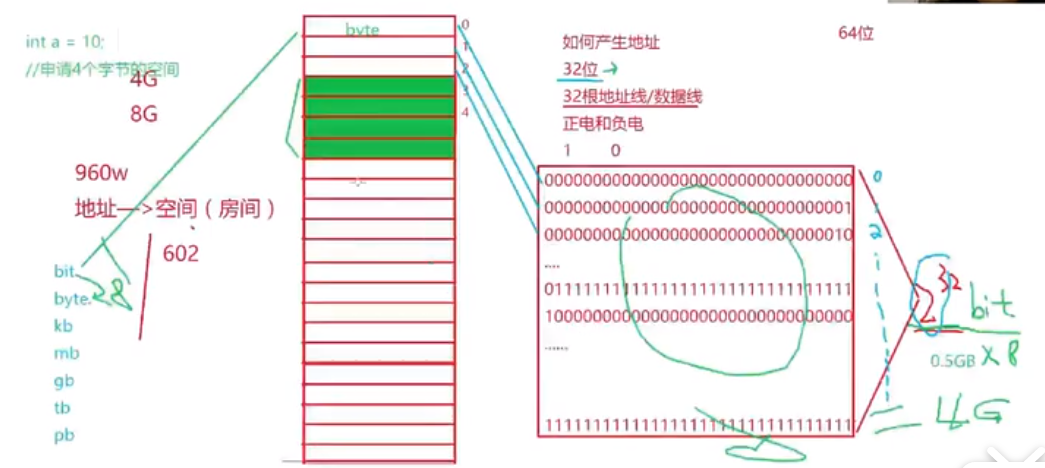 int a = 10;
//申请4个字节的空间
4G
8G
960w
地址—>空间（房间）
602
bit
byte
8
kb
mb
gb
tb
pb
byte
0
1
2
3
4
如何产生地址
64位
32位
32根地址线/数据线
正电和负电
1 0
00000000000000000000000000000000
00000000000000000000000000000001
00000000000000000000000000000010
....
01111111111111111111111111111111
10000000000000000000000000000000
......
11111111111111111111111111111111
0
2
2 32 bit
0.5GB × 8
= 4G